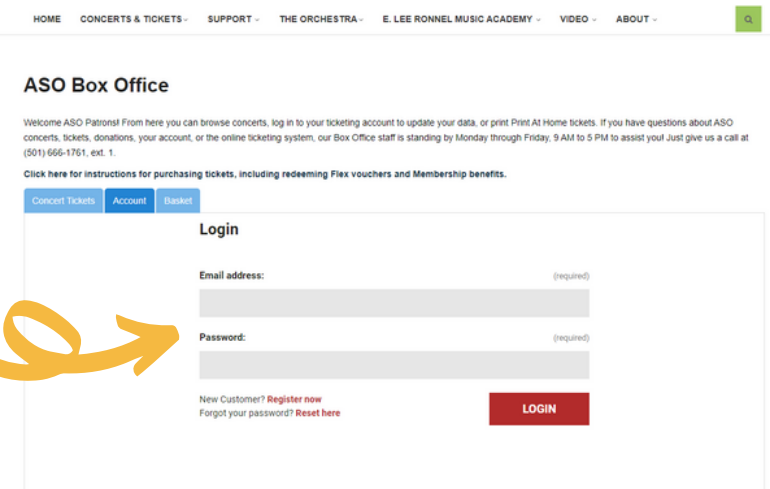 HOME CONCERTS & TICKETS SUPPORT THE ORCHESTRA E. LEE RONNEL MUSIC ACADEMY VIDEO ABOUT
ASO Box Office
Welcome ASO Patrons! From here you can browse concerts, log in to your ticketing account to update your data, or print Print At Home tickets. If you have questions about ASO
concerts, tickets, donations, your account, or the online ticketing system, our Box Office staff is standing by Monday through Friday, 9 AM to 5 PM to assist you! Just give us a call at
(501) 666-1761, ext. 1.
Click here for instructions for purchasing tickets, including redeeming Flex vouchers and Membership benefits.
Concert Tickets Account Basket
Login
Email address: (required)
Password: (required)
New Customer? Register now
Forgot your password? Reset here
LOGIN